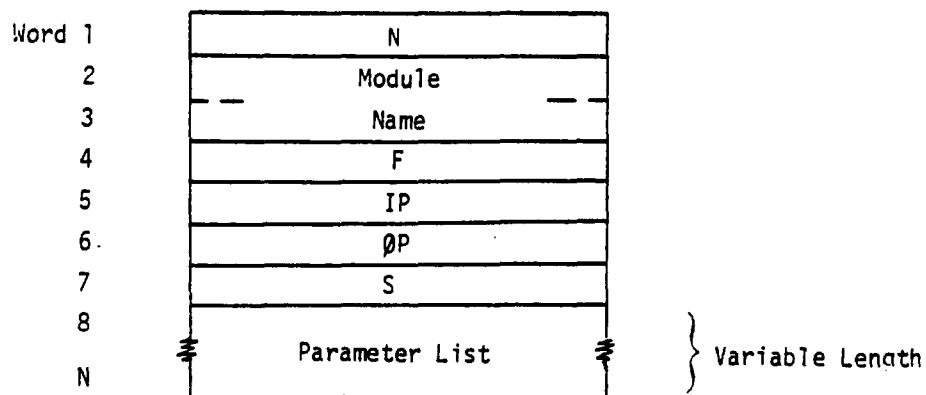 Word 1 N
2 Module
3 Name
4 F
5 IP
6. ØP
7 S
8
Parameter List Variable Length
N